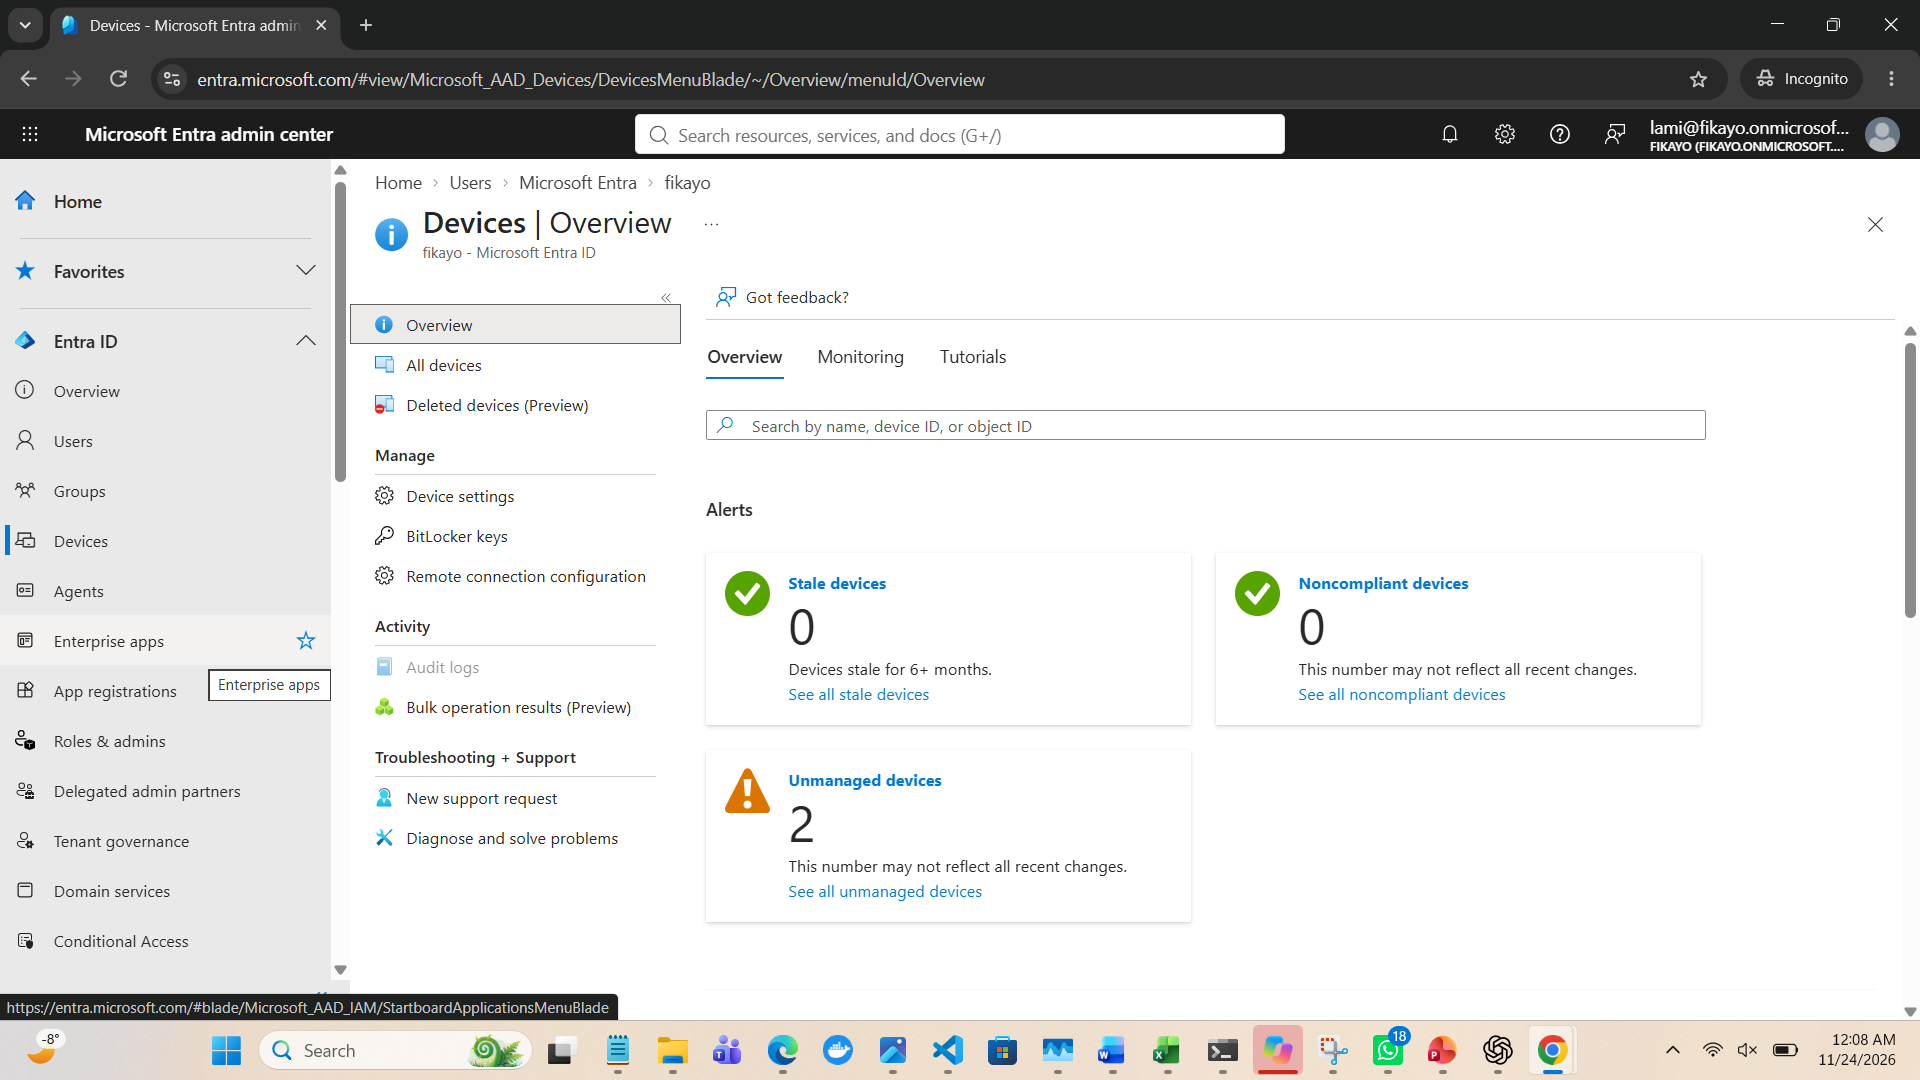 Devices - Microsoft Entra admin
entra.microsoft.com/#view/Microsoft_AAD_Devices/DevicesMenuBlade/~/Overview/menuId/Overview
Incognito
Microsoft Entra admin center
Search resources, services, and docs (G+/)
lami@fikayo.onmicrosof...
FIKAYO (FIKAYO.ONMICROSOFT....
Home
Favorites
Entra ID
Overview
Users
Groups
Devices
Agents
Enterprise apps
Enterprise apps
App registrations
Roles & admins
Delegated admin partners
Tenant governance
Domain services
Conditional Access
https://entra.microsoft.com/#blade/Microsoft_AAD_IAM/StartboardApplicationsMenuBlade
Home > Users > Microsoft Entra > fikayo
Devices | Overview ...
fikayo - Microsoft Entra ID
Overview
All devices
Deleted devices (Preview)
Manage
Device settings
BitLocker keys
Remote connection configuration
Activity
Audit logs
Bulk operation results (Preview)
Troubleshooting + Support
New support request
Diagnose and solve problems
Got feedback?
Overview Monitoring Tutorials
Search by name, device ID, or object ID
Alerts
Stale devices
0
Devices stale for 6+ months.
See all stale devices
Noncompliant devices
0
This number may not reflect all recent changes.
See all noncompliant devices
Unmanaged devices
2
This number may not reflect all recent changes.
See all unmanaged devices
-8°
Search
18
12:08 AM
11/24/2026